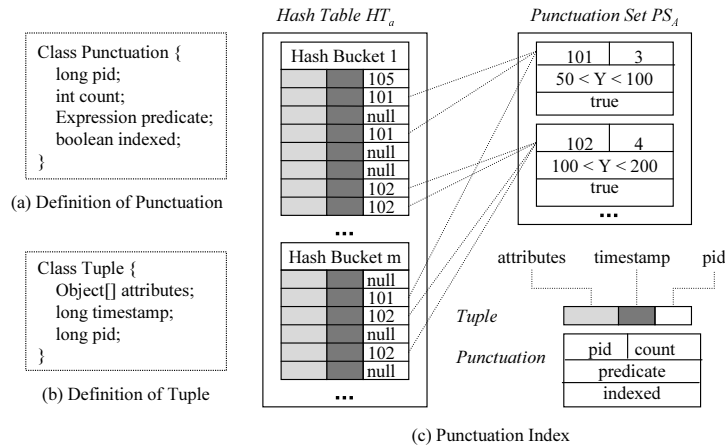 Class Punctuation {
long pid;
int count;
Expression predicate;
boolean indexed;
}
(a) Definition of Punctuation
Class Tuple {
Object[] attributes;
long timestamp;
long pid;
}
(b) Definition of Tuple
Hash Table HTa
Hash Bucket 1
105
101
null
101
null
null
102
102
...
Hash Bucket m
null
101
102
null
102
null
...
Punctuation Set PSA
101 3
50 < Y < 100
true
102 4
100 < Y < 200
true
...
attributes timestamp pid
Tuple
Punctuation
pid count
predicate
indexed
(c) Punctuation Index